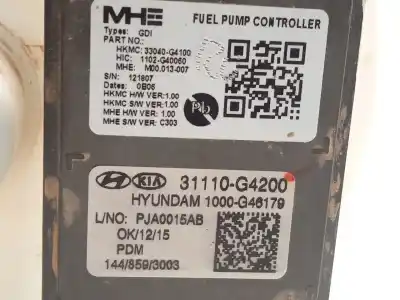 MHE FUEL PUMP CONTROLLER
Types: GDI
PART NO:
HKMC: 33040-G4100
HIC: 1102-G40060
MHE: M00.013-007
S/N: 121807
Dates: 0B06
HKMC H/W VER:1.00
HKMC S/W VER:1.00
MHE H/W VER:1.00
MHE S/W VER: C303
KIA 31110-G4200
HYUNDAM 1000-G46179
L/NO: PJA0015AB
OK/12/15
PDM
144/859/3003